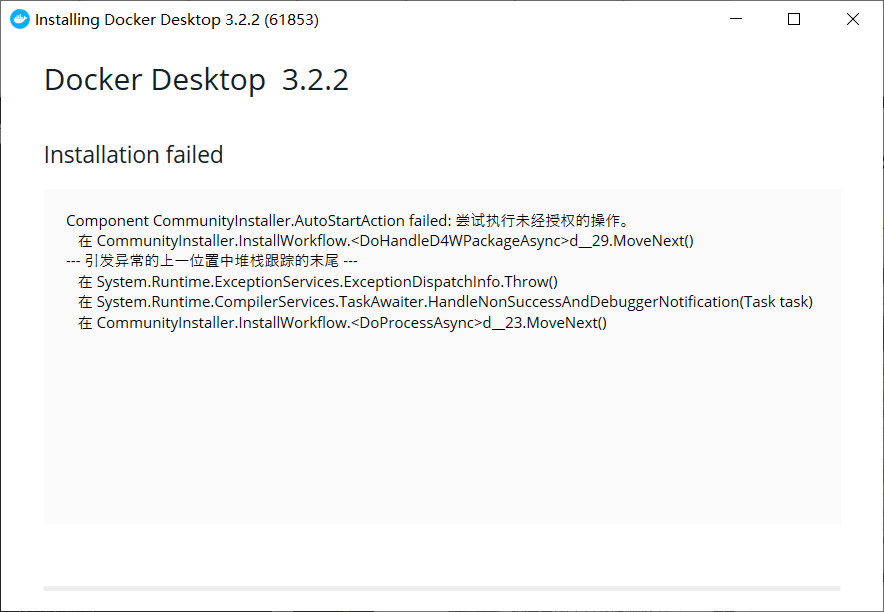 Installing Docker Desktop 3.2.2 (61853)
Docker Desktop 3.2.2
Installation failed
Component CommunityInstaller.AutoStartAction failed: 尝试执行未经授权的操作。
在 CommunityInstaller.InstallWorkflow.<DoHandleD4WPackageAsync>d__29.MoveNext()
--- 引发异常的上一位置中堆栈跟踪的末尾 ---
在 System.Runtime.ExceptionServices.ExceptionDispatchInfo.Throw()
在 System.Runtime.CompilerServices.TaskAwaiter.HandleNonSuccessAndDebuggerNotification(Task task)
在 CommunityInstaller.InstallWorkflow.<DoProcessAsync>d__23.MoveNext()